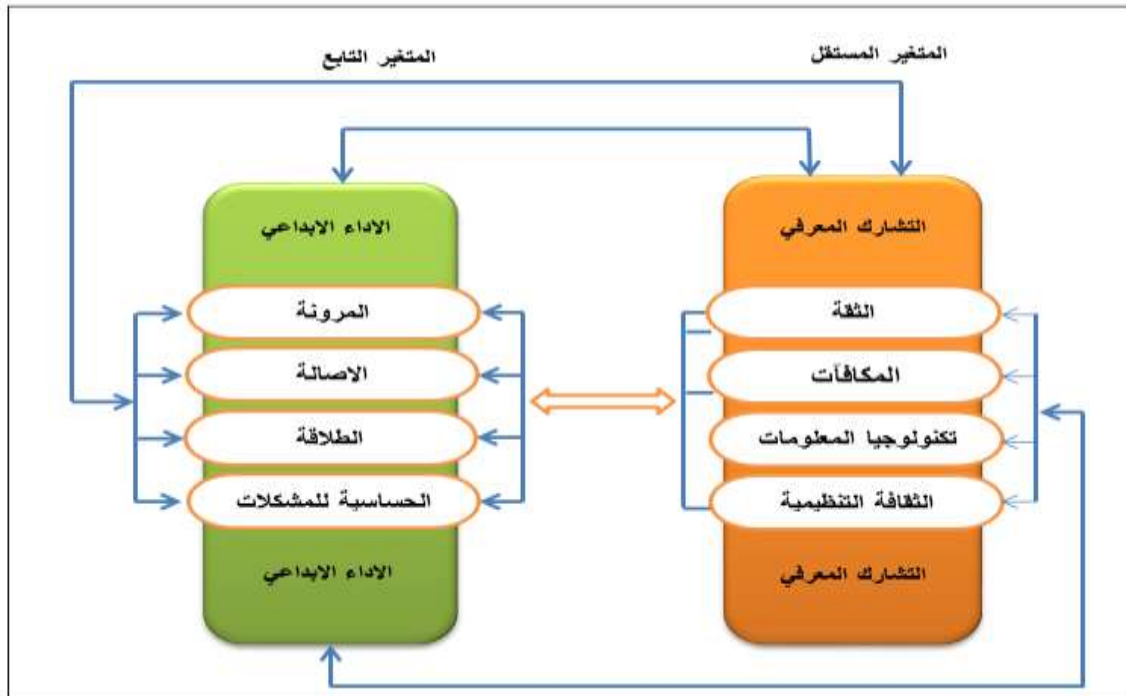 المتغير المستقل
المتغير التابع
التشارك المعرفي
الثقة
المكافآت
تكنولوجيا المعلومات
الثقافة التنظيمية
التشارك المعرفي
الاداء الابداعي
المرونة
الاصالة
الطلاقة
الحساسية للمشكلات
الاداء الابداعي